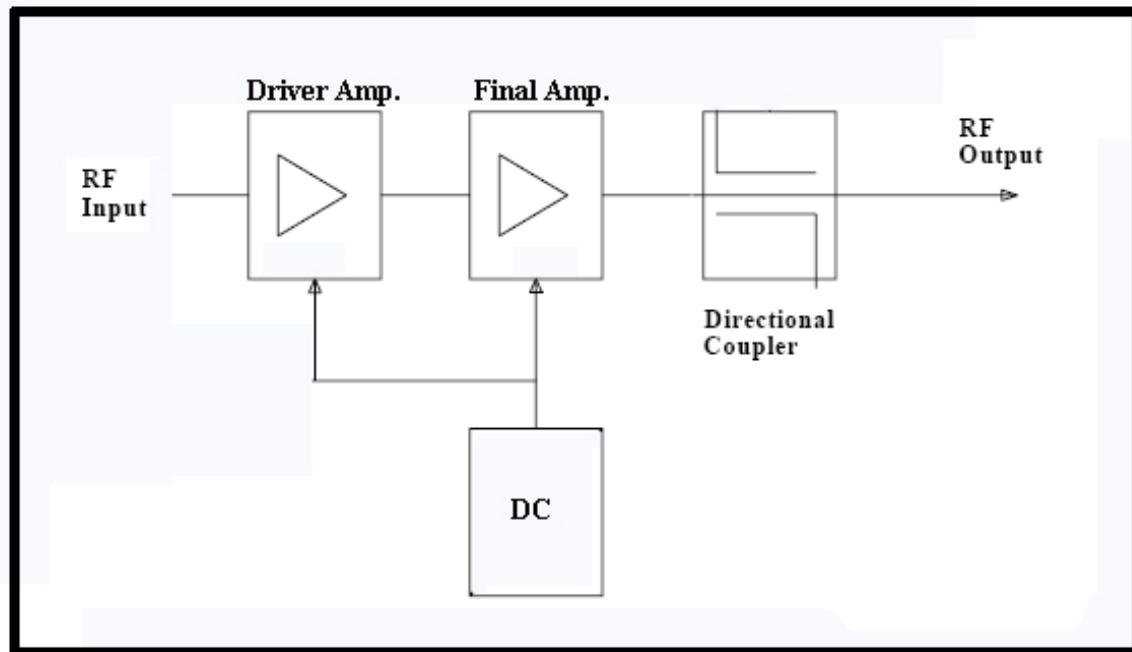 Driver Amp.
Final Amp.
RF
Input
RF
Output
Directional
Coupler
DC